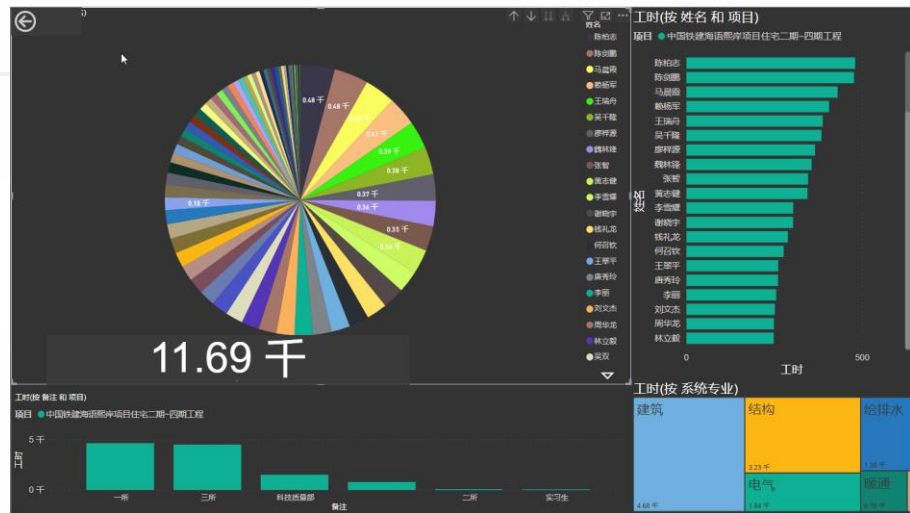 姓名
陈柏志
陈剑鹏
马晨霞
赖杨军
王瑞舟
吴千隆
廖梓源
魏林锋
张智
黄志健
李雪耀
谢晓宇
钱礼龙
何召钦
王翠平
唐秀玲
李丽
刘文杰
周华龙
林立毅
吴双
0.48 千
0.48 千
0.41 千
0.39 千
0.38 千
0.37 千
0.36 千
0.35 千
0.18 千
11.69 千
工时(按 姓名 和 项目)
项目 中国铁建海语熙岸项目住宅二期~四期工程
陈柏志
陈剑鹏
马晨霞
赖杨军
王瑞舟
吴千隆
廖梓源
魏林锋
张智
黄志健
李雪耀
谢晓宇
钱礼龙
何召钦
王翠平
唐秀玲
李丽
刘文杰
周华龙
林立毅
0
500
工时
工时(按 备注 和 项目)
项目 中国铁建海语熙岸项目住宅二期~四期工程
5 千
0 千
工时
一所
三所
科技质量部
二所
实习生
备注
工时(按 系统专业)
建筑
4.68 千
结构
3.23 千
给排水
电气
1.84 千
暖通